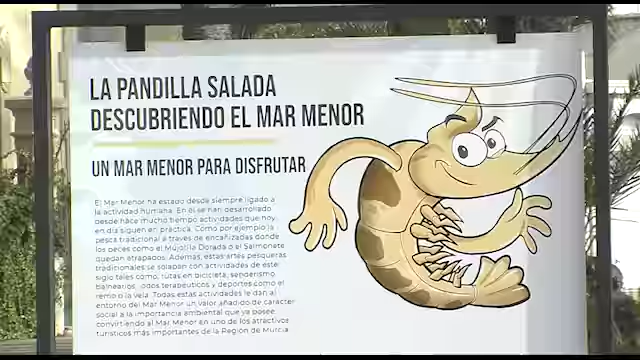 LA PANDILLA SALADA
DESCUBRIENDO EL MAR MENOR
UN MAR MENOR PARA DISFRUTAR
El Mar Menor ha estado desde siempre ligado a
la actividad humana. En él se han desarrollado
desde hace mucho tiempo actividades que hoy
en día siguen en práctica. Como por ejemplo la
pesca tradicional a través de encañizadas donde
los peces como el Mújol, la Dorada o el Salmonete
quedan atrapados. Además, estas artes pesqueras
tradicionales se solapan con actividades de este
siglo tales como, rutas en bicicleta, senderismo,
balnearios, lodos terapéuticos y deportes como el
remo o la vela. Todas estas actividades le dan al
entorno del Mar Menor un valor añadido de carácter
social a la importancia ambiental que ya posee,
convirtiendo al Mar Menor en uno de los atractivos
turísticos más importantes de la Región de Murcia